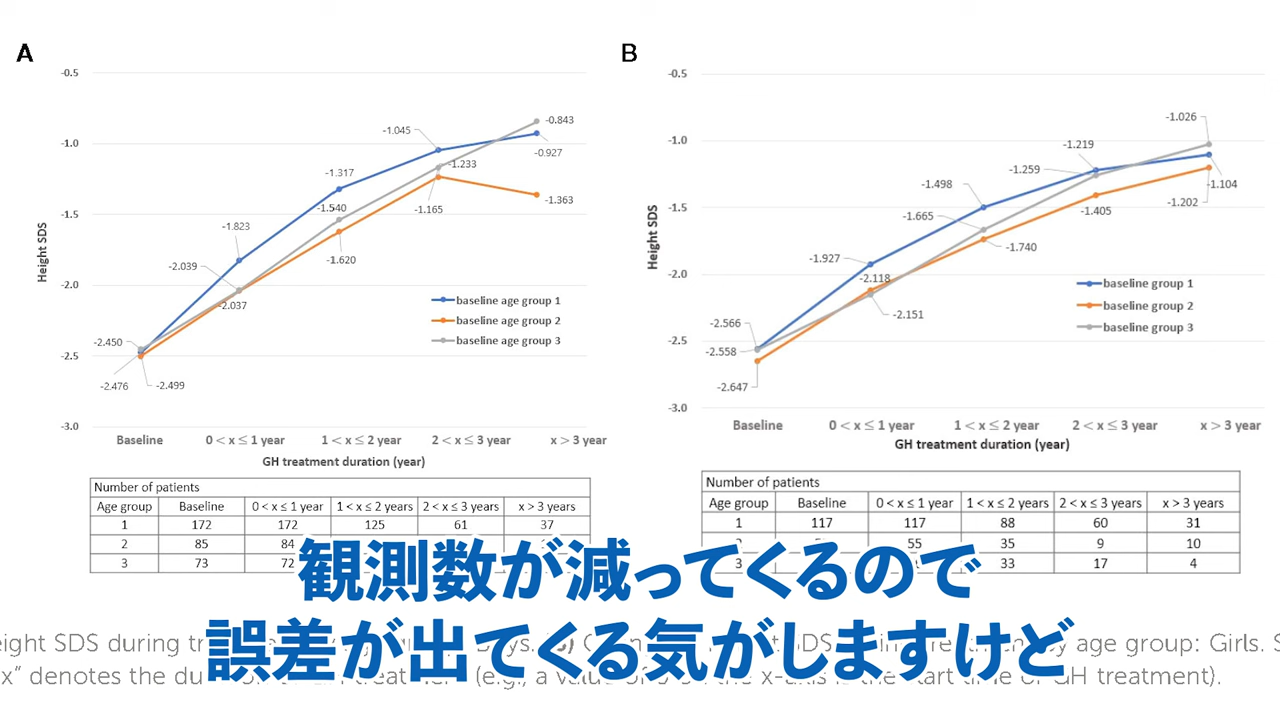 A
-0.5
-1.0
-1.5
-2.0
-2.5
-3.0
Height SDS
-2.450
-2.476
-2.499
-2.039
-1.823
-2.037
-1.317
-1.540
-1.620
-1.045
-1.233
-1.165
-0.843
-0.927
-1.363
baseline age group 1
baseline age group 2
baseline age group 3
Baseline 0 < x ≤ 1 year 1 < x ≤ 2 year 2 < x ≤ 3 year x > 3 year
GH treatment duration (year)
Number of patients
Age group Baseline 0 < x ≤ 1 year 1 < x ≤ 2 years 2 < x ≤ 3 years x > 3 years
1 172 172 125 61 37
2 85 84
3 73 72
B
-0.5
-1.0
-1.5
-2.0
-2.5
-3.0
Height SDS
-2.566
-2.558
-2.647
-1.927
-2.118
-2.151
-1.498
-1.665
-1.740
-1.219
-1.259
-1.405
-1.026
-1.104
-1.202
baseline group 1
baseline group 2
baseline group 3
Baseline 0 < x ≤ 1 year 1 < x ≤ 2 year 2 < x ≤ 3 year x > 3 year
GH treatment duration (year)
Number of patients
Age group Baseline 0 < x ≤ 1 year 1 < x ≤ 2 years 2 < x ≤ 3 years x > 3 years
1 117 117 88 60 31
55 35 9 10
33 17 4
観測数が減ってくるので
誤差が出てくる気がしますけど
eight SDS during by age group: Girls. S
x" denotes the GH treatment).